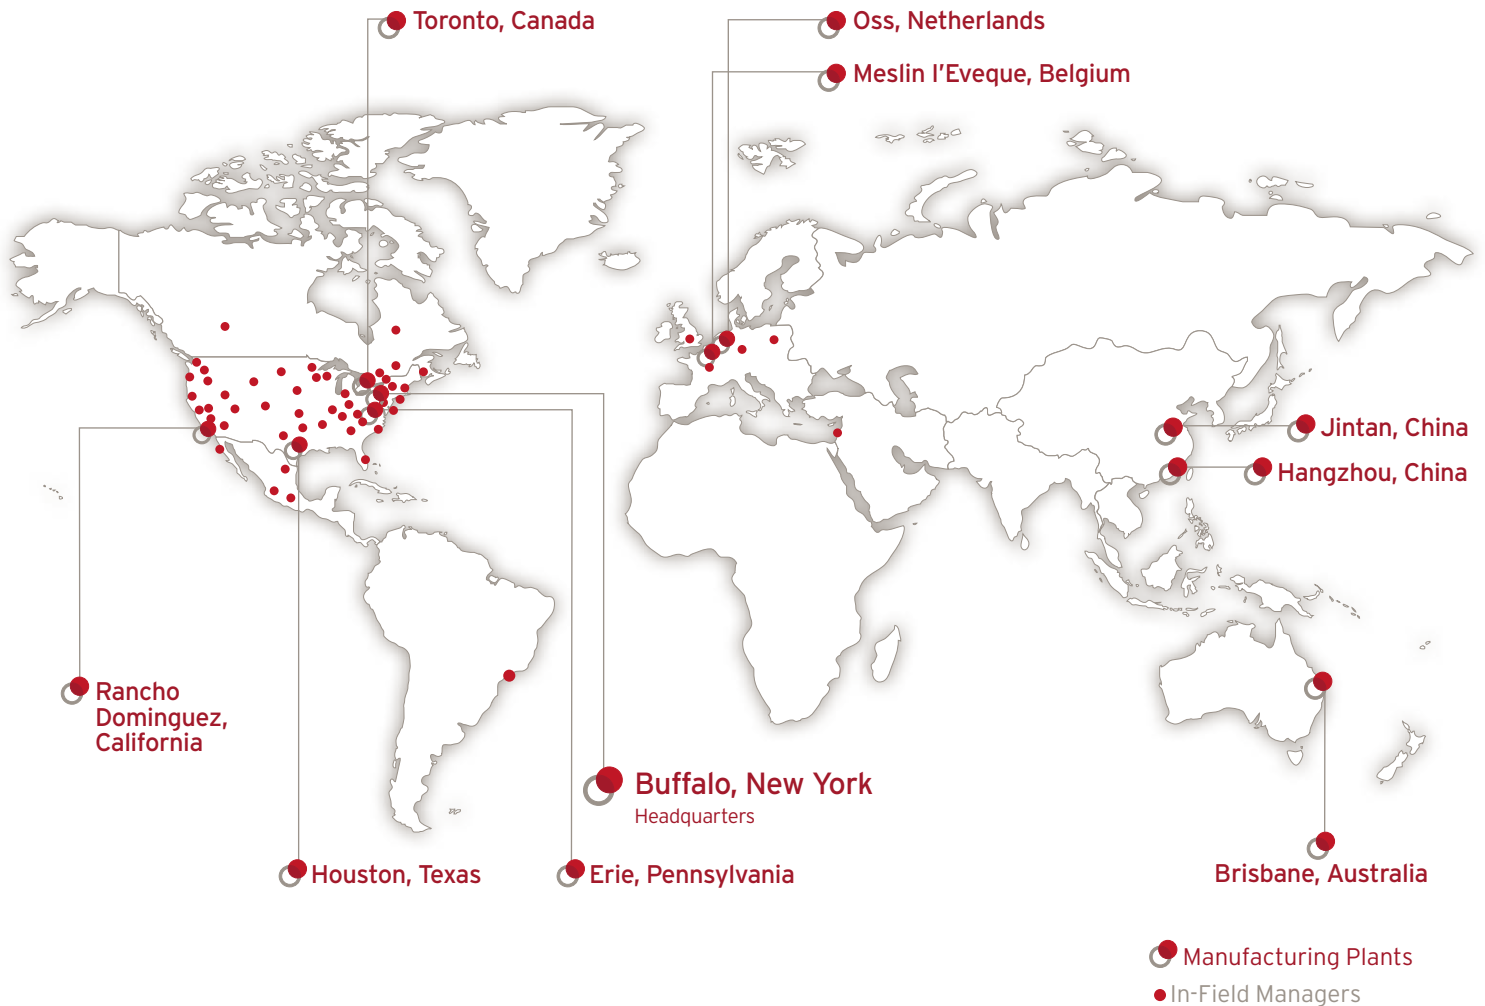 Toronto, Canada
Oss, Netherlands
Meslin l'Eveque, Belgium
Jintan, China
Hangzhou, China
Rancho
Dominguez,
California
Buffalo, New York
Headquarters
Houston, Texas
Erie, Pennsylvania
Brisbane, Australia
Manufacturing Plants
In-Field Managers